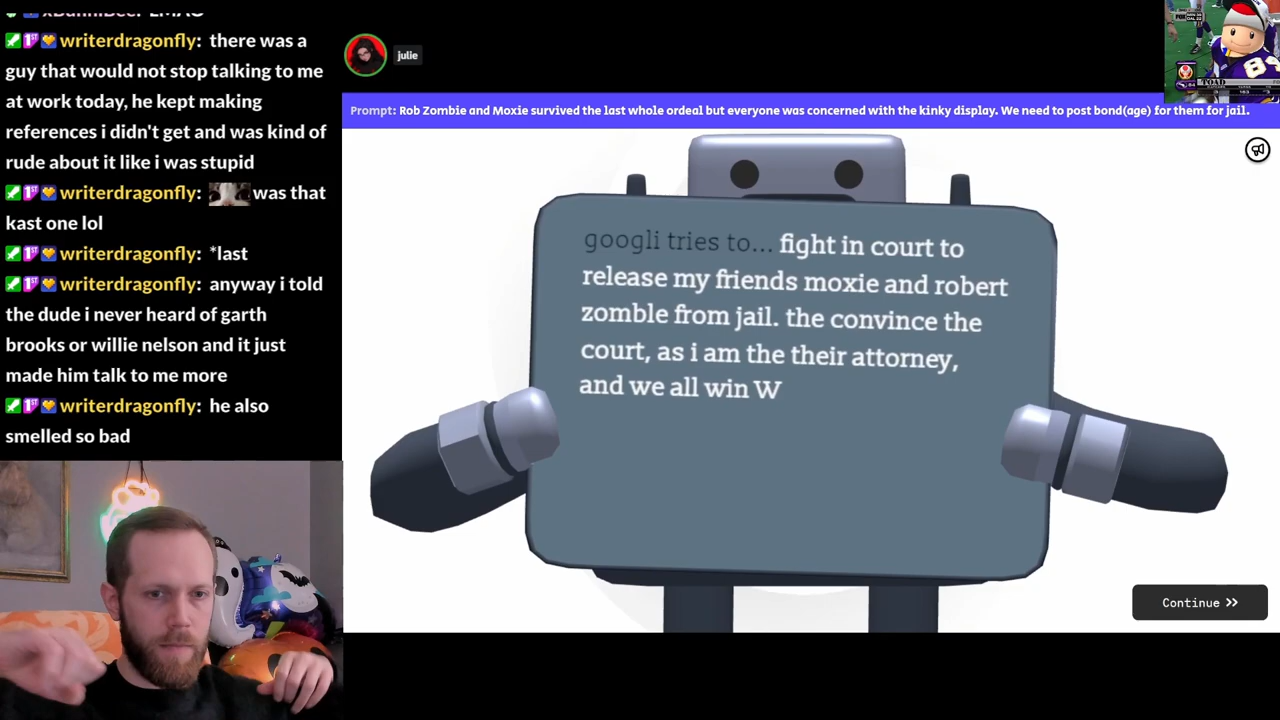 writerdragonfly: there was a
guy that would not stop talking to me
at work today, he kept making
references i didn't get and was kind of
rude about it like i was stupid
writerdragonfly: was that
kast one lol
writerdragonfly: *last
writerdragonfly: anyway i told
the dude i never heard of garth
brooks or willie nelson and it just
made him talk to me more
writerdragonfly: he also
smelled so bad
julie
Prompt: Rob Zombie and Moxie survived the last whole ordeal but everyone was concerned with the kinky display. We need to post bond(age) for them for jail.
googli tries to... fight in court to
release my friends moxie and robert
zomble from jail. the convince the
court, as i am the their attorney,
and we all win W
Continue
TOAD